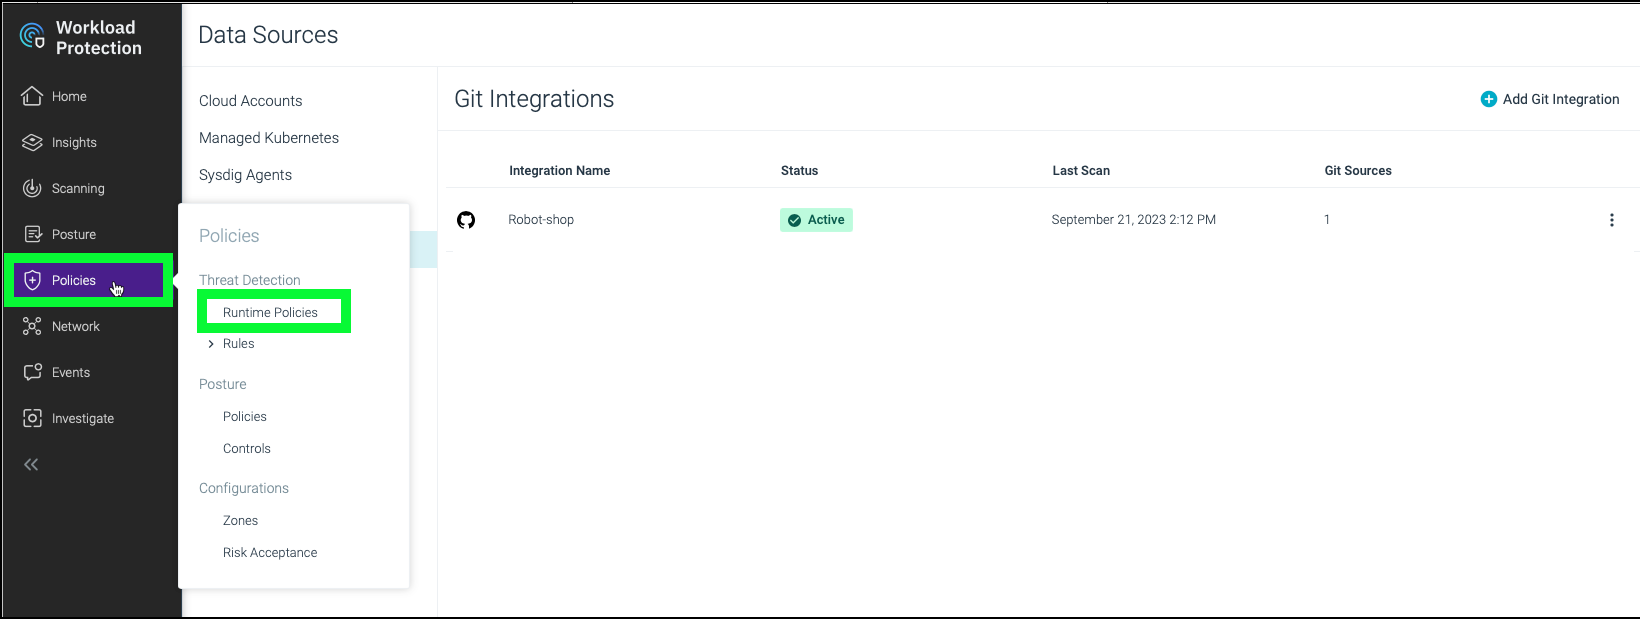 Workload
Protection
Home
Insights
Scanning
Posture
Policies
Network
Events
Investigate
Data Sources
Cloud Accounts
Managed Kubernetes
Sysdig Agents
Policies
Threat Detection
Runtime Policies
Rules
Posture
Policies
Controls
Configurations
Zones
Risk Acceptance
Git Integrations
Add Git Integration
Integration Name Status Last Scan Git Sources
Robot-shop Active September 21, 2023 2:12 PM 1